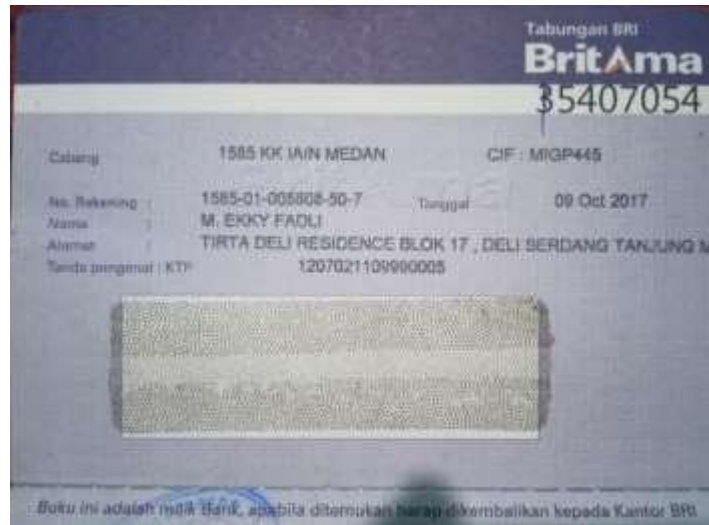 Tabungan BRI
BritAma
35407054
Cabang 1585 KK IAIN MEDAN CIF : MIGP445
No. Rekening : 1585-01-005808-50-7 Tanggal 09 Oct 2017
Nama : M. EKKY FADLI
Alamat : TIRTA DELI RESIDENCE BLOK 17 , DELI SERDANG TANJUNG M
Tanda pengenal : KTP 1207021109990005
Buku ini adalah milik Bank, apabila ditemukan harap dikembalikan kepada Kantor BRI